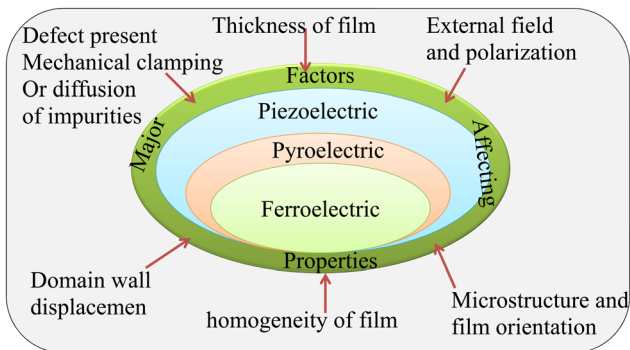 Thickness of film
External field
and polarization
Defect present
Mechanical clamping
Or diffusion
of impurities
Factors
Piezoelectric
Major
Affecting
Pyroelectric
Ferroelectric
Properties
Domain wall
displacemen
homogeneity of film
Microstructure and
film orientation